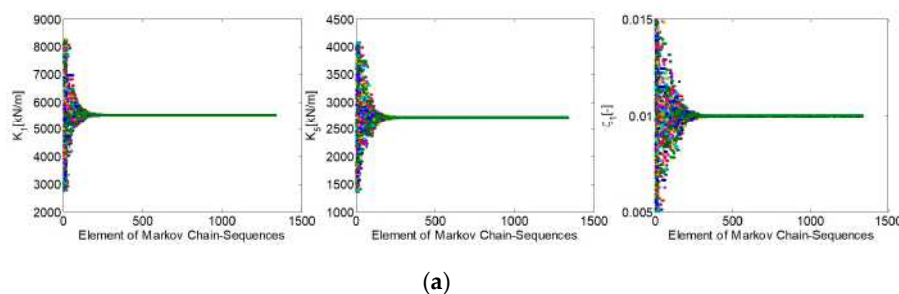 9000
8000
7000
6000
5000
4000
3000
2000
K1[kN/m]
0 500 1000 1500
Element of Markov Chain-Sequences
4500
4000
3500
3000
2500
2000
1500
1000
K5[kN/m]
0 500 1000 1500
Element of Markov Chain-Sequences
0.015
0.01
0.005
ζ1[-]
0 500 1000 1500
Element of Markov Chain-Sequences
(a)